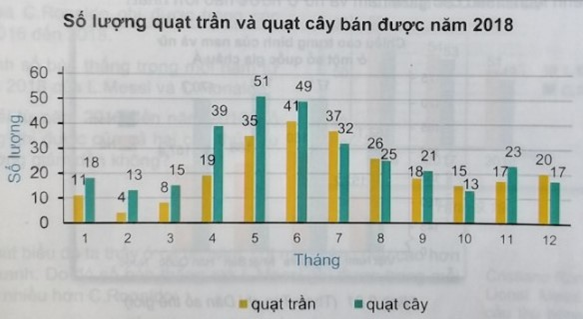 Số lượng quạt trần và quạt cây bán được năm 2018
Số lượng
60
50
40
30
20
10
0
11 18 4 13 8 15 19 39 35 51 41 49 37 32 26 25 18 21 15 13 17 23 20 17
1 2 3 4 5 6 7 8 9 10 11 12
Tháng
quạt trần quạt cây